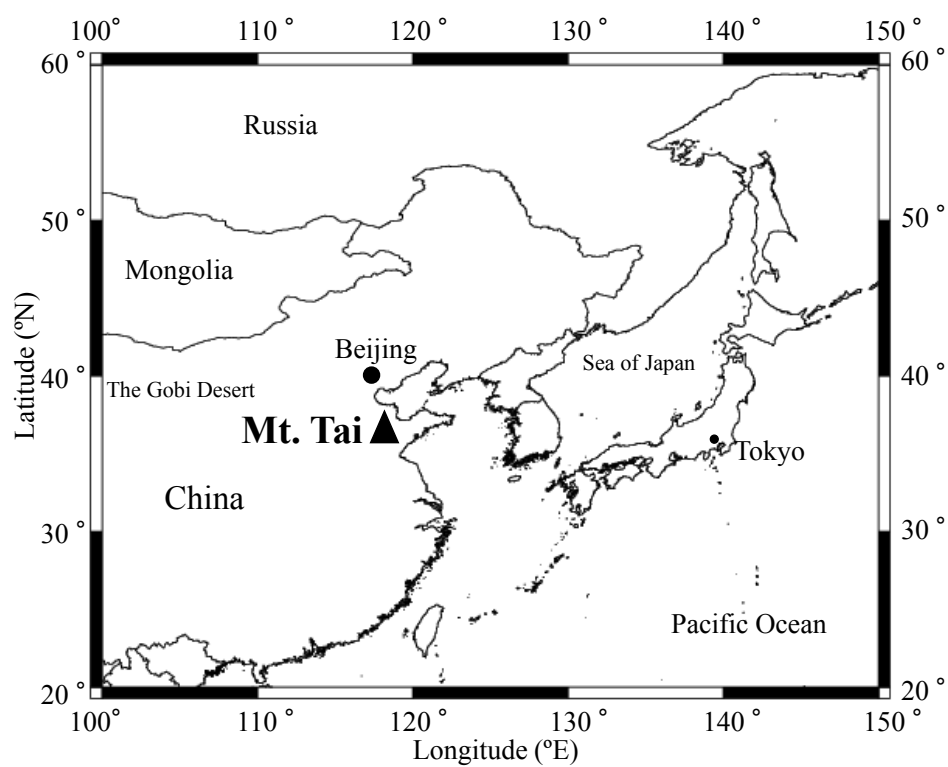 100° 110° 120° 130° 140° 150°
60° 60°
Russia
50° 50°
Mongolia
Beijing
Sea of Japan
40° 40°
The Gobi Desert
Mt. Tai
Tokyo
China
30° 30°
Pacific Ocean
20° 20°
100° 110° 120° 130° 140° 150°
Longitude (ºE)
Latitude (ºN)